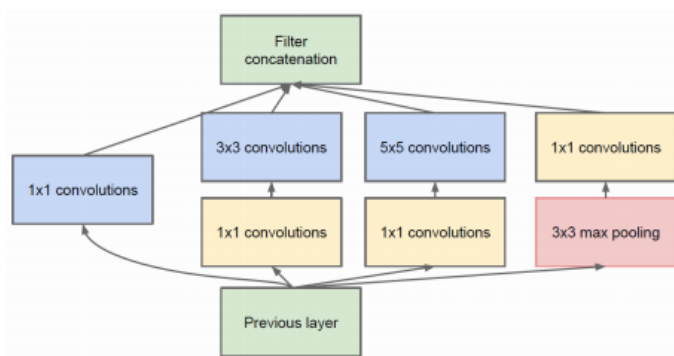 Filter
concatenation
3x3 convolutions
5x5 convolutions
1x1 convolutions
1x1 convolutions
1x1 convolutions
1x1 convolutions
3x3 max pooling
Previous layer